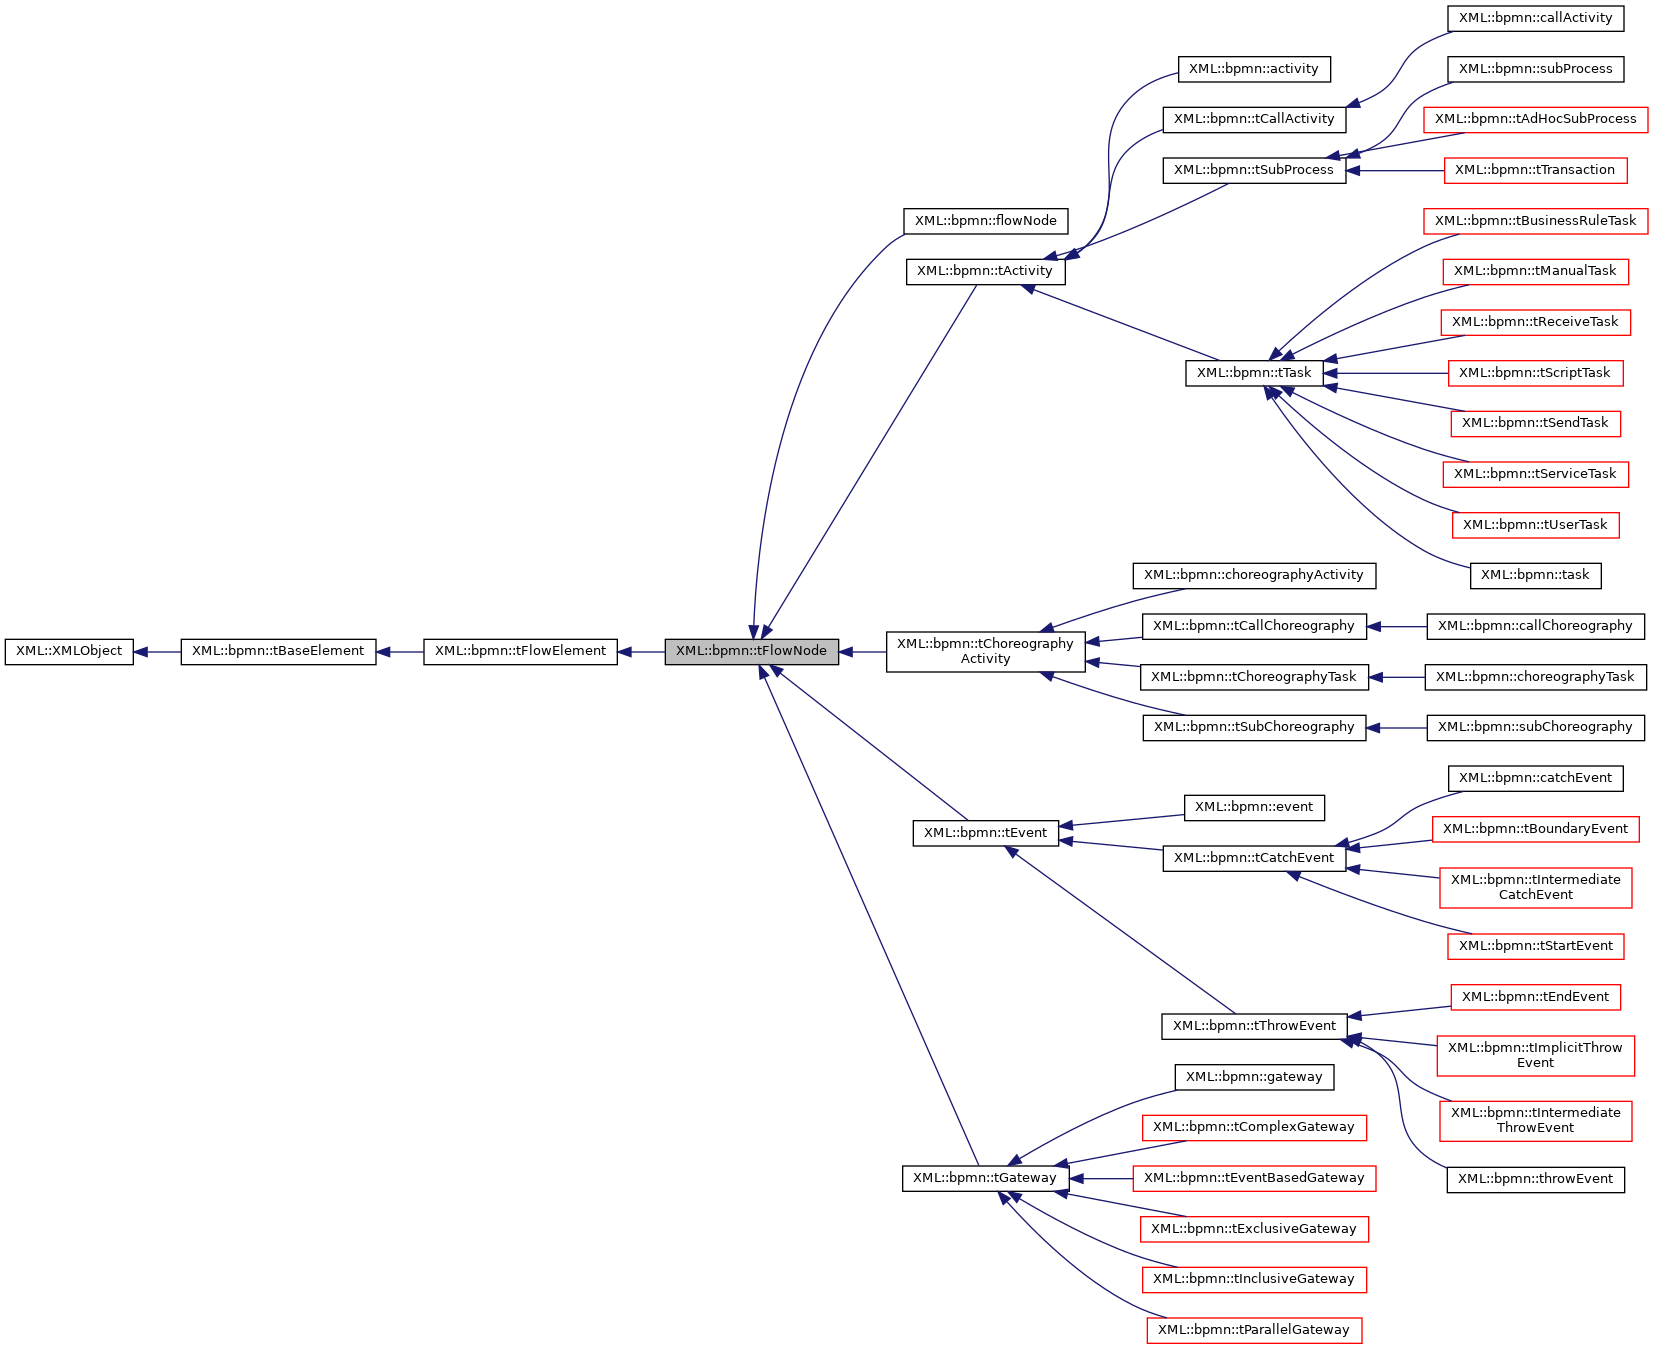 XML::bpmn::callActivity
XML::bpmn::activity
XML::bpmn::subProcess
XML::bpmn::tCallActivity
XML::bpmn::tAdHocSubProcess
XML::bpmn::tSubProcess
XML::bpmn::tTransaction
XML::bpmn::flowNode
XML::bpmn::tBusinessRuleTask
XML::bpmn::tActivity
XML::bpmn::tManualTask
XML::bpmn::tReceiveTask
XML::bpmn::tTask
XML::bpmn::tScriptTask
XML::bpmn::tSendTask
XML::bpmn::tServiceTask
XML::bpmn::tUserTask
XML::bpmn::task
XML::bpmn::choreographyActivity
XML::bpmn::tCallChoreography
XML::bpmn::callChoreography
XML::XMLObject
XML::bpmn::tBaseElement
XML::bpmn::tFlowElement
XML::bpmn::tFlowNode
XML::bpmn::tChoreography
Activity
XML::bpmn::tChoreographyTask
XML::bpmn::choreographyTask
XML::bpmn::tSubChoreography
XML::bpmn::subChoreography
XML::bpmn::catchEvent
XML::bpmn::event
XML::bpmn::tEvent
XML::bpmn::tBoundaryEvent
XML::bpmn::tCatchEvent
XML::bpmn::tIntermediate
CatchEvent
XML::bpmn::tStartEvent
XML::bpmn::tEndEvent
XML::bpmn::tThrowEvent
XML::bpmn::tImplicitThrow
Event
XML::bpmn::gateway
XML::bpmn::tIntermediate
ThrowEvent
XML::bpmn::tComplexGateway
XML::bpmn::tGateway
XML::bpmn::tEventBasedGateway
XML::bpmn::throwEvent
XML::bpmn::tExclusiveGateway
XML::bpmn::tInclusiveGateway
XML::bpmn::tParallelGateway